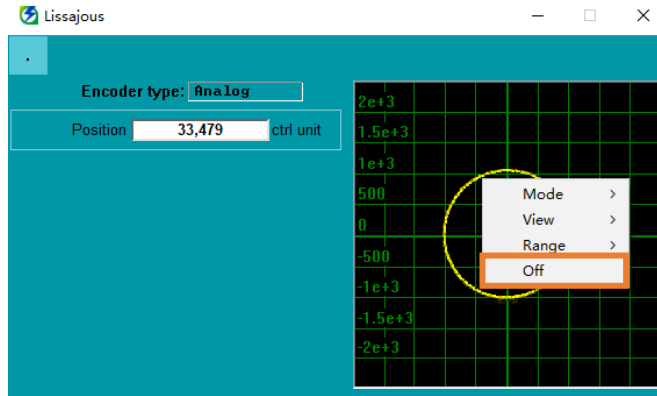 Lissajous
.
Encoder type: Analog
Position 33,479 ctrl unit
2e+3
1.5e+3
1e+3
500
0
-500
-1e+3
-1.5e+3
-2e+3
Mode >
View >
Range >
Off